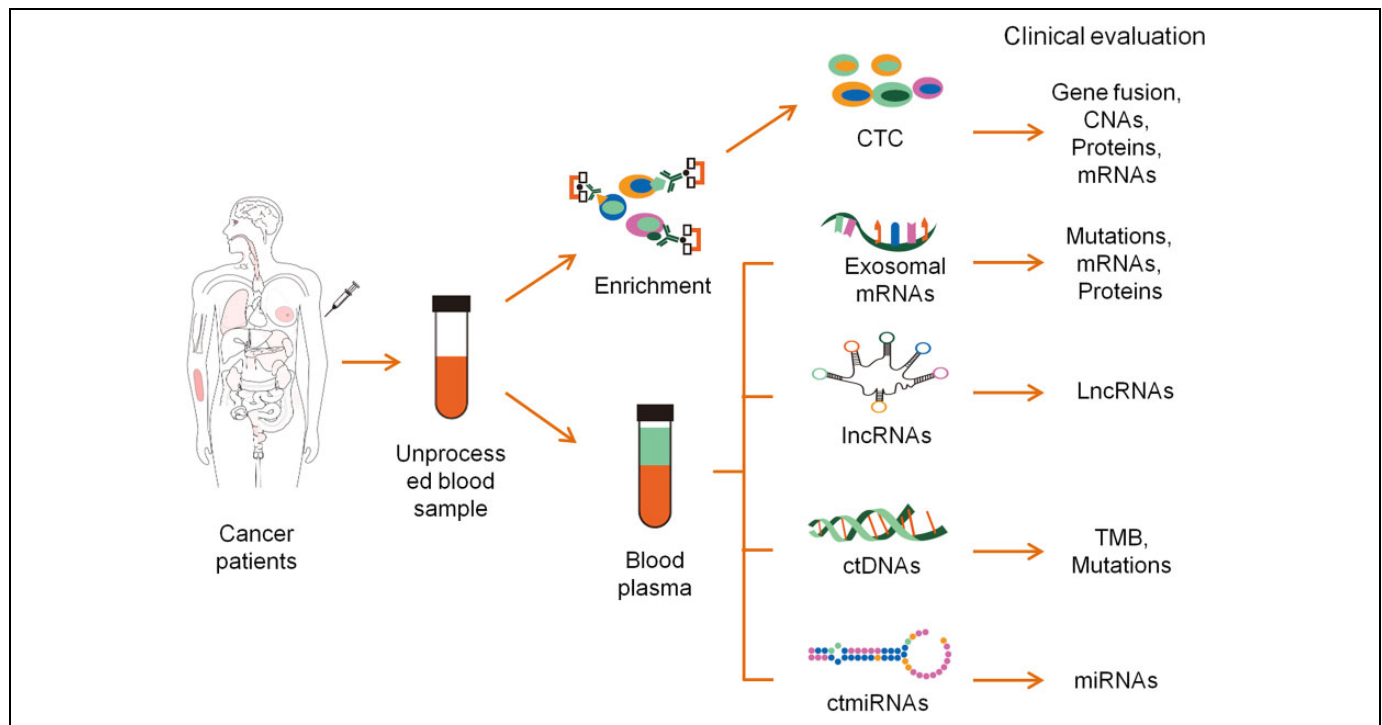 Clinical evaluation
CTC
Gene fusion,
CNAs,
Proteins,
mRNAs
Enrichment
Exosomal
mRNAs
Mutations,
mRNAs,
Proteins
Unprocess
ed blood
sample
Cancer
patients
Blood
plasma
lncRNAs
LncRNAs
ctDNAs
TMB,
Mutations
ctmiRNAs
miRNAs